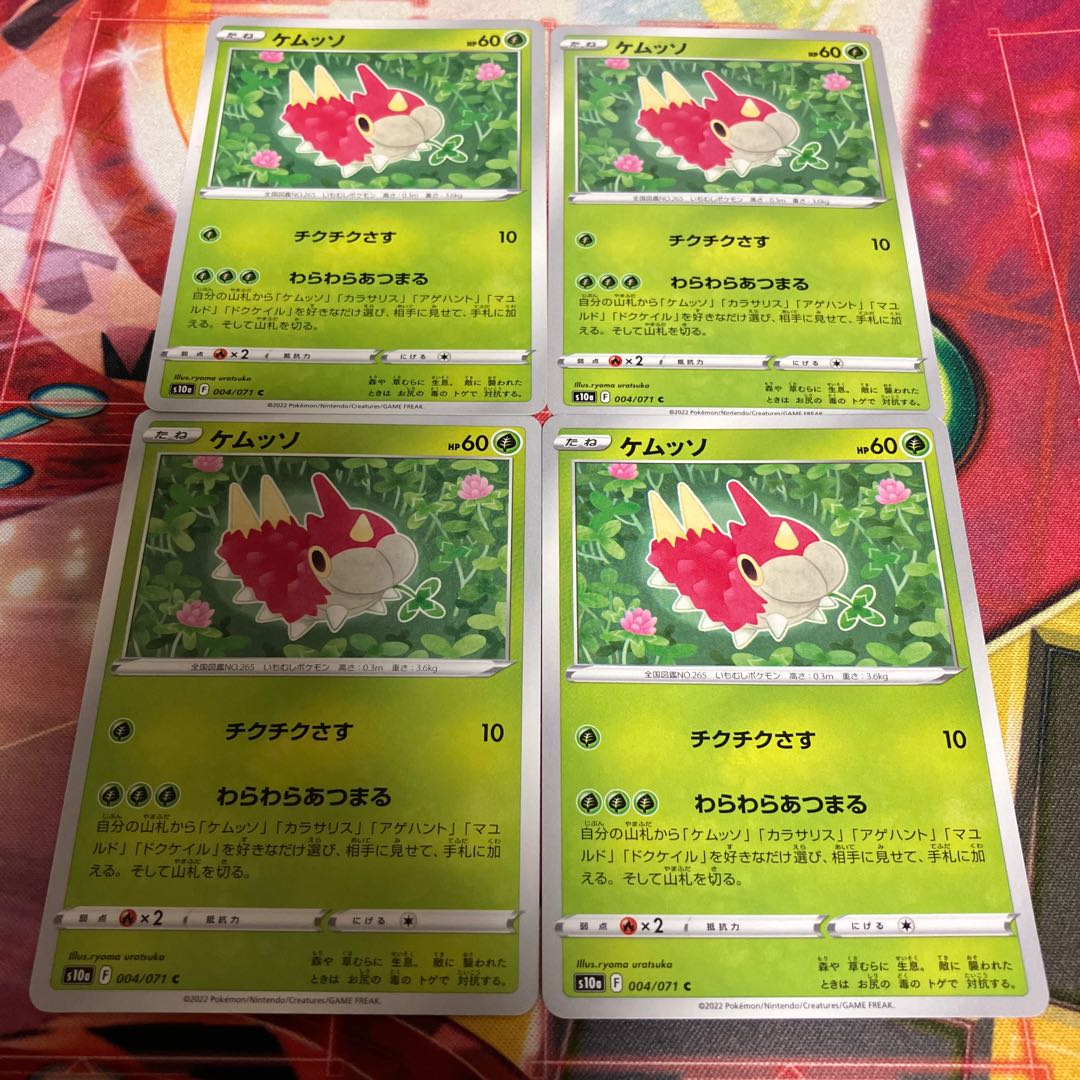 たね ケムッソ HP60
全国図鑑NO.265 いもむしポケモン 高さ：0.3m 重さ：3.6kg
チクチクさす 10
わらわらあつまる
自分の山札から「ケムッソ」「カラサリス」「アゲハント」「マユ
ルド」「ドクケイル」を好きなだけ選び、相手に見せて、手札に加
える。そして山札を切る。
弱点 ×2 抵抗力 にげる
Illus.ryoma uratsuka
s10a F 004/071 C
森や草むらに生息。敵に襲われた
ときはお尻の毒のトゲで対抗する。
©2022 Pokémon/Nintendo/Creatures/GAME FREAK.
たね ケムッソ HP60
全国図鑑NO.265 いもむしポケモン 高さ：0.3m 重さ：3.6kg
チクチクさす 10
わらわらあつまる
自分の山札から「ケムッソ」「カラサリス」「アゲハント」「マユ
ルド」「ドクケイル」を好きなだけ選び、相手に見せて、手札に加
える。そして山札を切る。
弱点 ×2 抵抗力 にげる
Illus.ryoma uratsuka
s10a F 004/071 C
森や草むらに生息。敵に襲われた
ときはお尻の毒のトゲで対抗する。
©2022 Pokémon/Nintendo/Creatures/GAME FREAK.
たね ケムッソ HP60
全国図鑑NO.265 いもむしポケモン 高さ：0.3m 重さ：3.6kg
チクチクさす 10
わらわらあつまる
自分の山札から「ケムッソ」「カラサリス」「アゲハント」「マユ
ルド」「ドクケイル」を好きなだけ選び、相手に見せて、手札に加
える。そして山札を切る。
弱点 ×2 抵抗力 にげる
Illus.ryoma uratsuka
s10a F 004/071 C
森や草むらに生息。敵に襲われた
ときはお尻の毒のトゲで対抗する。
©2022 Pokémon/Nintendo/Creatures/GAME FREAK.
たね ケムッソ HP60
全国図鑑NO.265 いもむしポケモン 高さ：0.3m 重さ：3.6kg
チクチクさす 10
わらわらあつまる
自分の山札から「ケムッソ」「カラサリス」「アゲハント」「マユ
ルド」「ドクケイル」を好きなだけ選び、相手に見せて、手札に加
える。そして山札を切る。
弱点 ×2 抵抗力 にげる
Illus.ryoma uratsuka
s10a F 004/071 C
森や草むらに生息。敵に襲われた
ときはお尻の毒のトゲで対抗する。
©2022 Pokémon/Nintendo/Creatures/GAME FREAK.